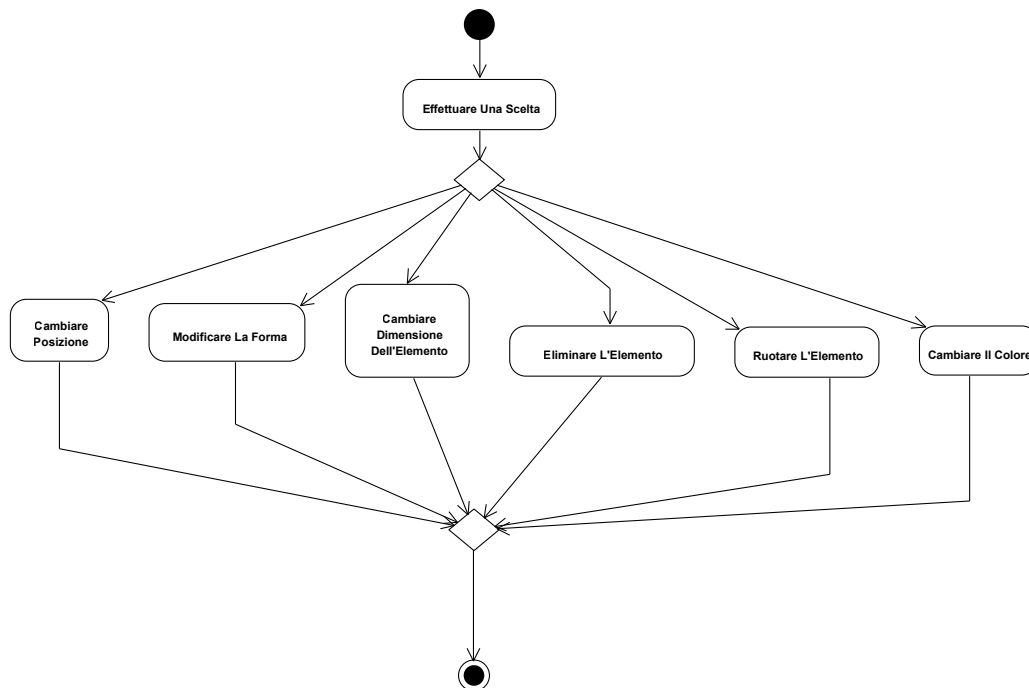 Effettuare Una Scelta
Cambiare
Posizione
Modificare La Forma
Cambiare
Dimensione
Dell'Elemento
Eliminare L'Elemento
Ruotare L'Elemento
Cambiare Il Colore